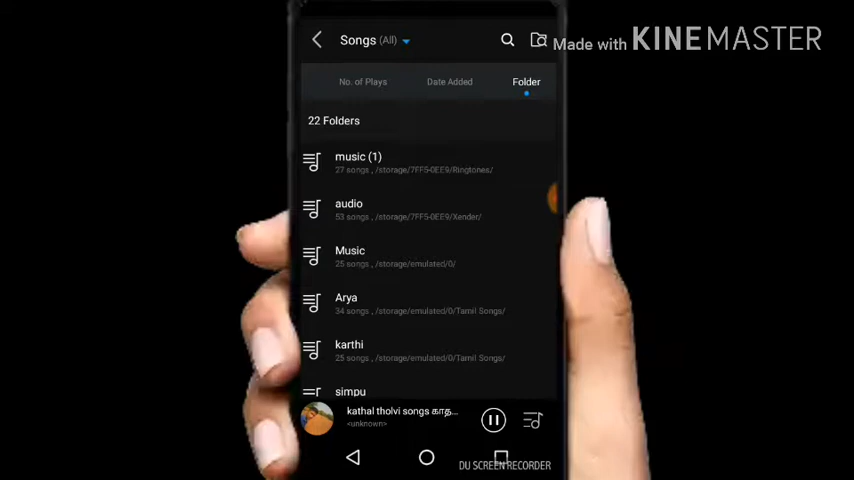 Songs (All)
Made with KINEMASTER
No. of Plays Date Added Folder
22 Folders
music (1)
27 songs , /storage/7FF5-0EE9/Ringtones/
audio
53 songs , /storage/7FF5-0EE9/Xender/
Music
25 songs , /storage/emulated/0/
Arya
34 songs , /storage/emulated/0/Tamil Songs/
karthi
25 songs , /storage/emulated/0/Tamil Songs/
simpu
kathal tholvi songs காத...
<unknown>
DU SCREEN RECORDER